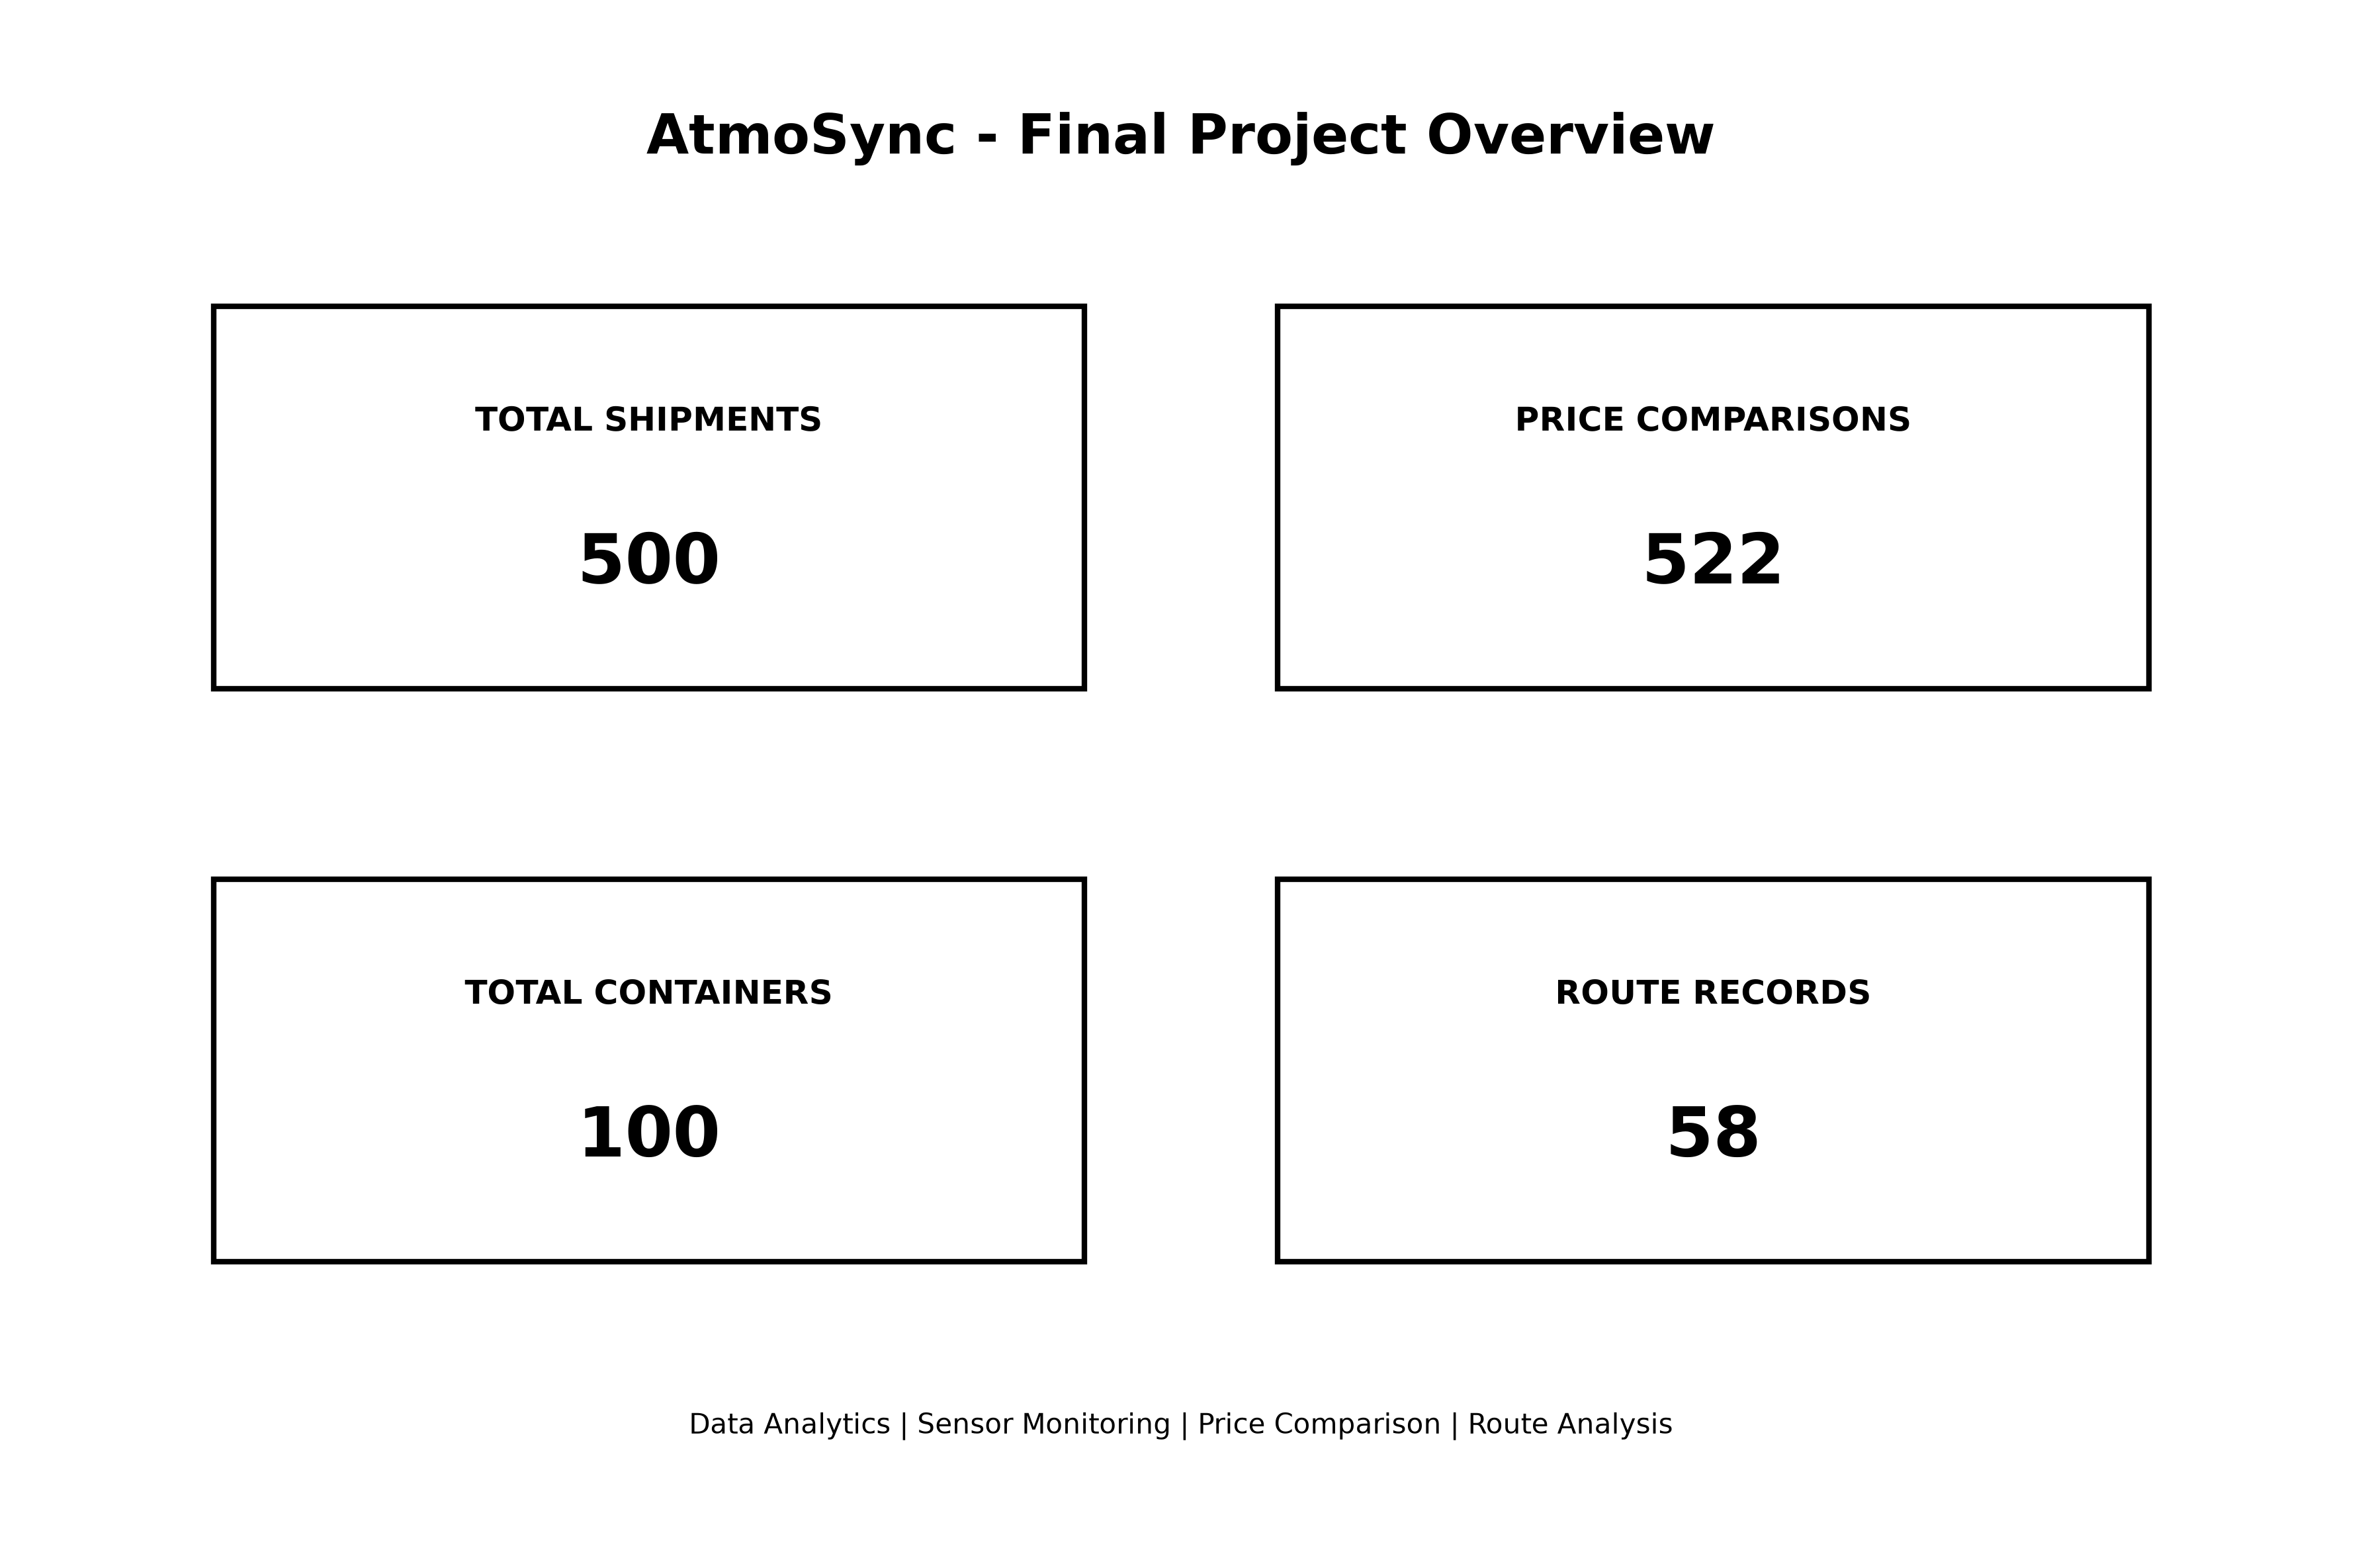 AtmoSync - Final Project Overview
TOTAL SHIPMENTS
500
PRICE COMPARISONS
522
TOTAL CONTAINERS
100
ROUTE RECORDS
58
Data Analytics | Sensor Monitoring | Price Comparison | Route Analysis